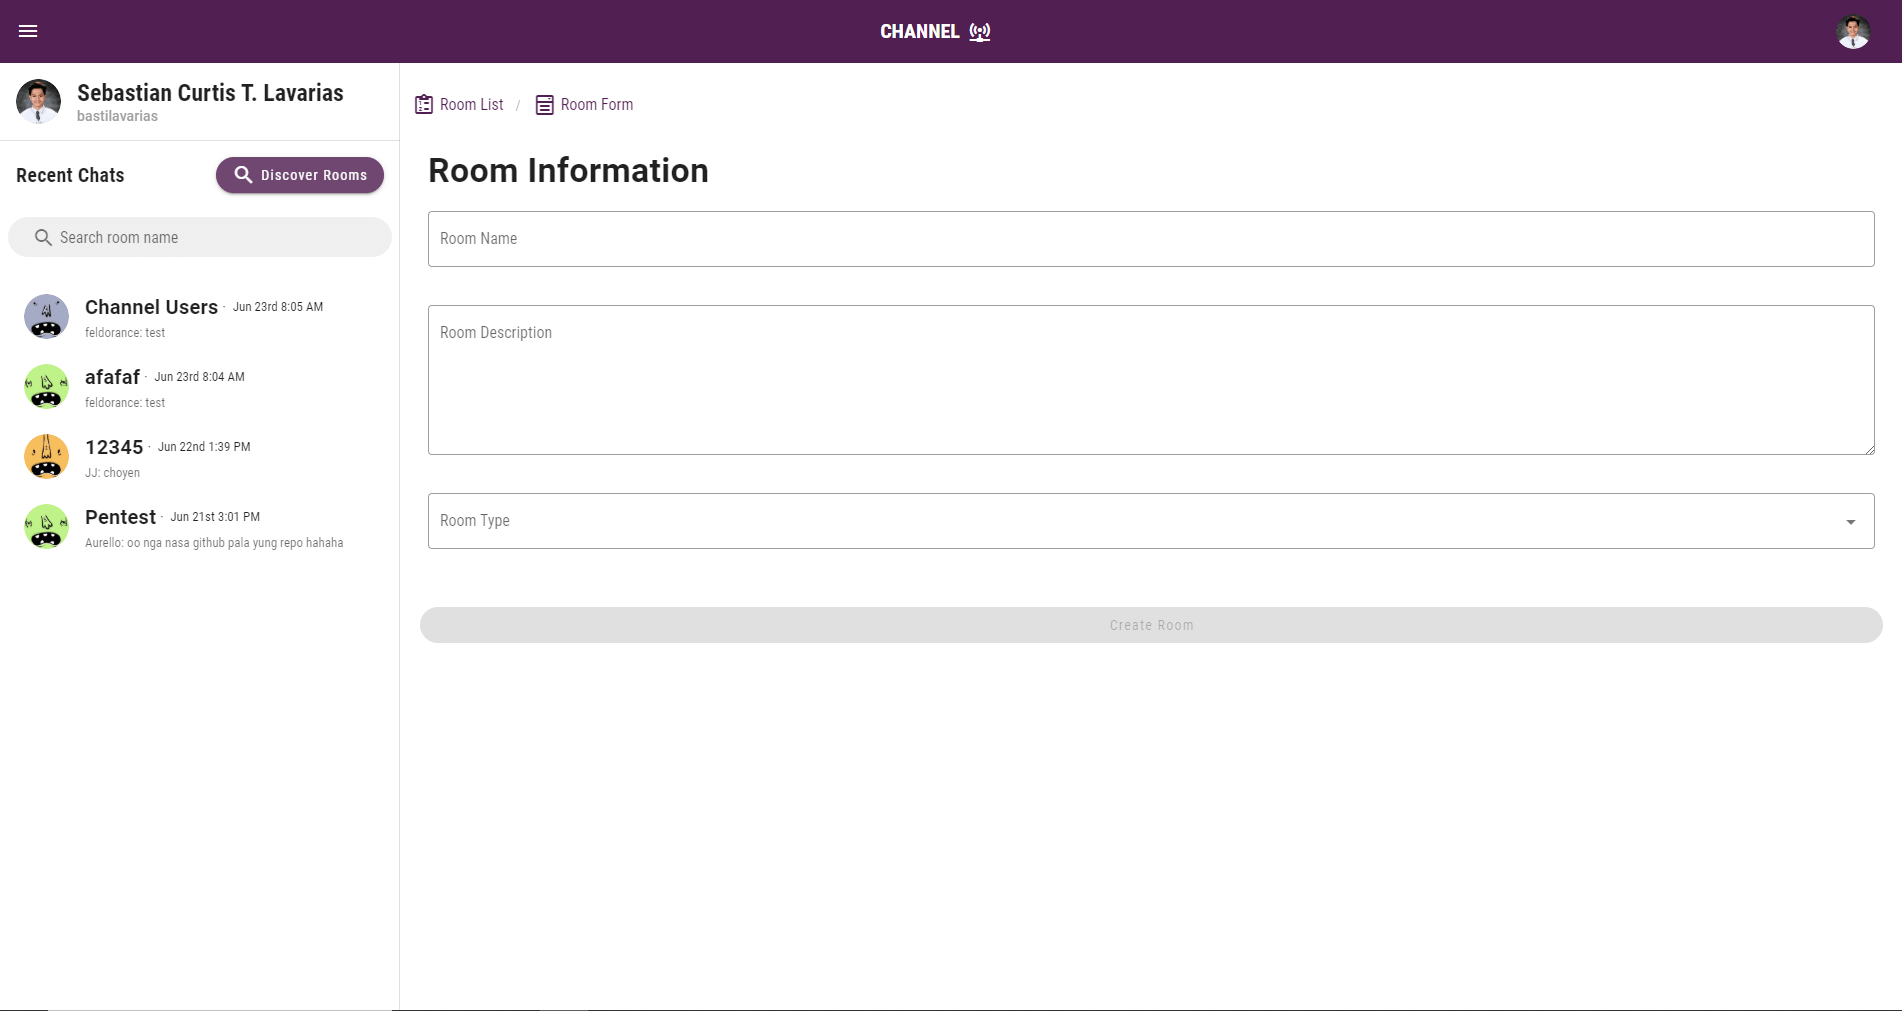 CHANNEL
Sebastian Curtis T. Lavarias
bastilavarias
Recent Chats
Discover Rooms
Search room name
Channel Users · Jun 23rd 8:05 AM
feldorance: test
afafaf · Jun 23rd 8:04 AM
feldorance: test
12345 · Jun 22nd 1:39 PM
JJ: choyen
Pentest · Jun 21st 3:01 PM
Aurello: oo nga nasa github pala yung repo hahaha
Room List / Room Form
Room Information
Room Name
Room Description
Room Type
Create Room